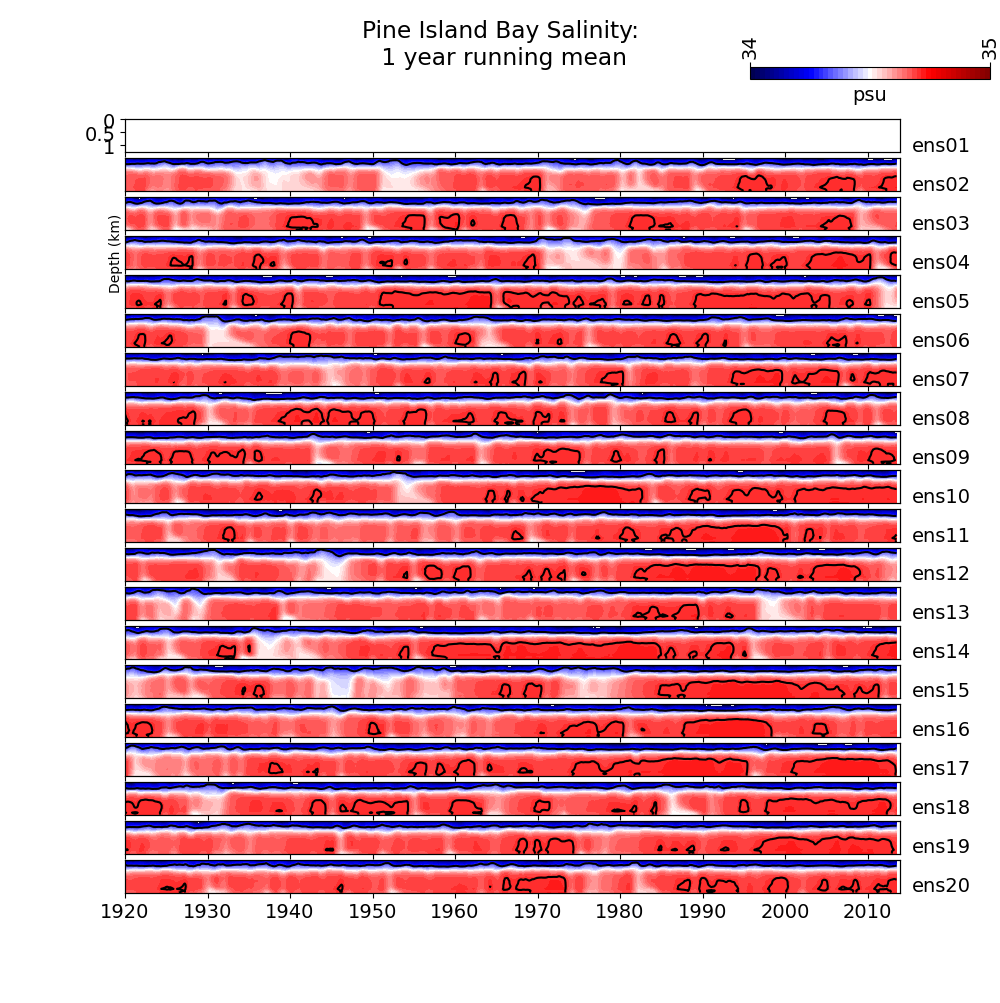 Pine Island Bay Salinity:
1 year running mean
34
35
psu
0
0.5
1
Depth (km)
ens01
ens02
ens03
ens04
ens05
ens06
ens07
ens08
ens09
ens10
ens11
ens12
ens13
ens14
ens15
ens16
ens17
ens18
ens19
ens20
1920 1930 1940 1950 1960 1970 1980 1990 2000 2010